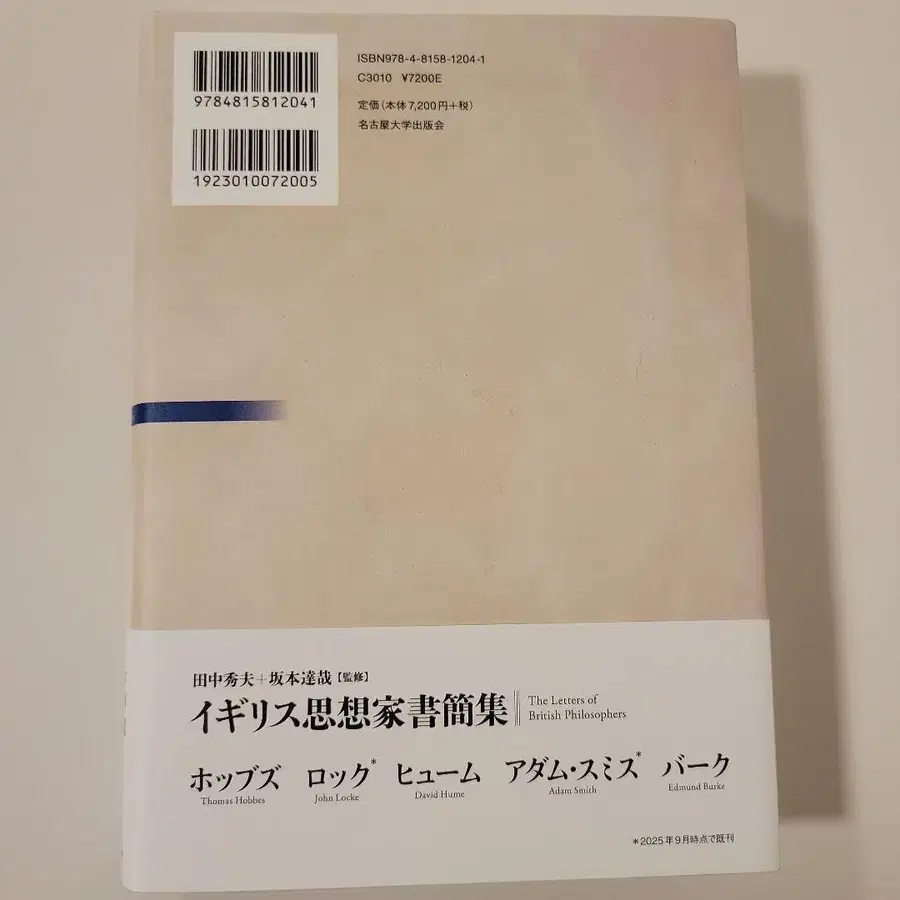 ISBN978-4-8158-1204-1
C3010 ¥7200E
9784815812041
定価(本体7,200円+税)
名古屋大学出版会
1923010072005
田中秀夫+坂本達哉【監修】
イギリス思想家書簡集
The Letters of
British Philosophers
ホッブズ ロック* ヒューム アダム・スミス* バーク
Thomas Hobbes John Locke David Hume Adam Smith Edmund Burke
*2025年9月時点で既刊